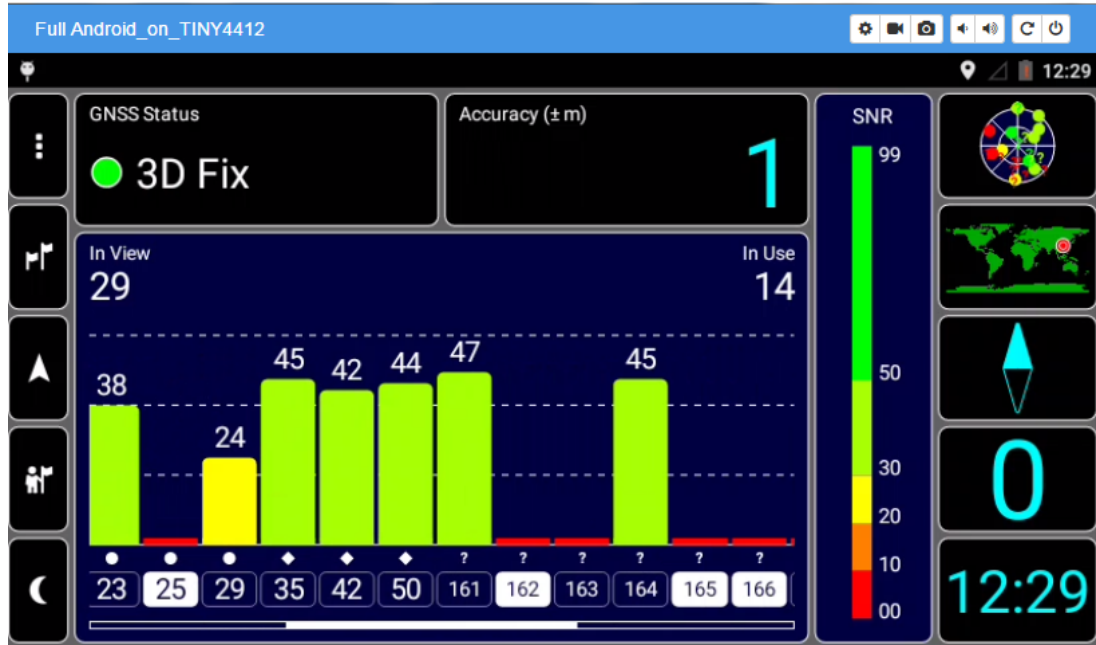 Full Android_on_TINY4412
12:29
GNSS Status
3D Fix
Accuracy (± m)
1
In View
29
In Use
14
38
24
45
42
44
47
45
? ? ? ? ? ?
23 25 29 35 42 50 161 162 163 164 165 166
SNR
99
50
30
20
10
00
0
12:29